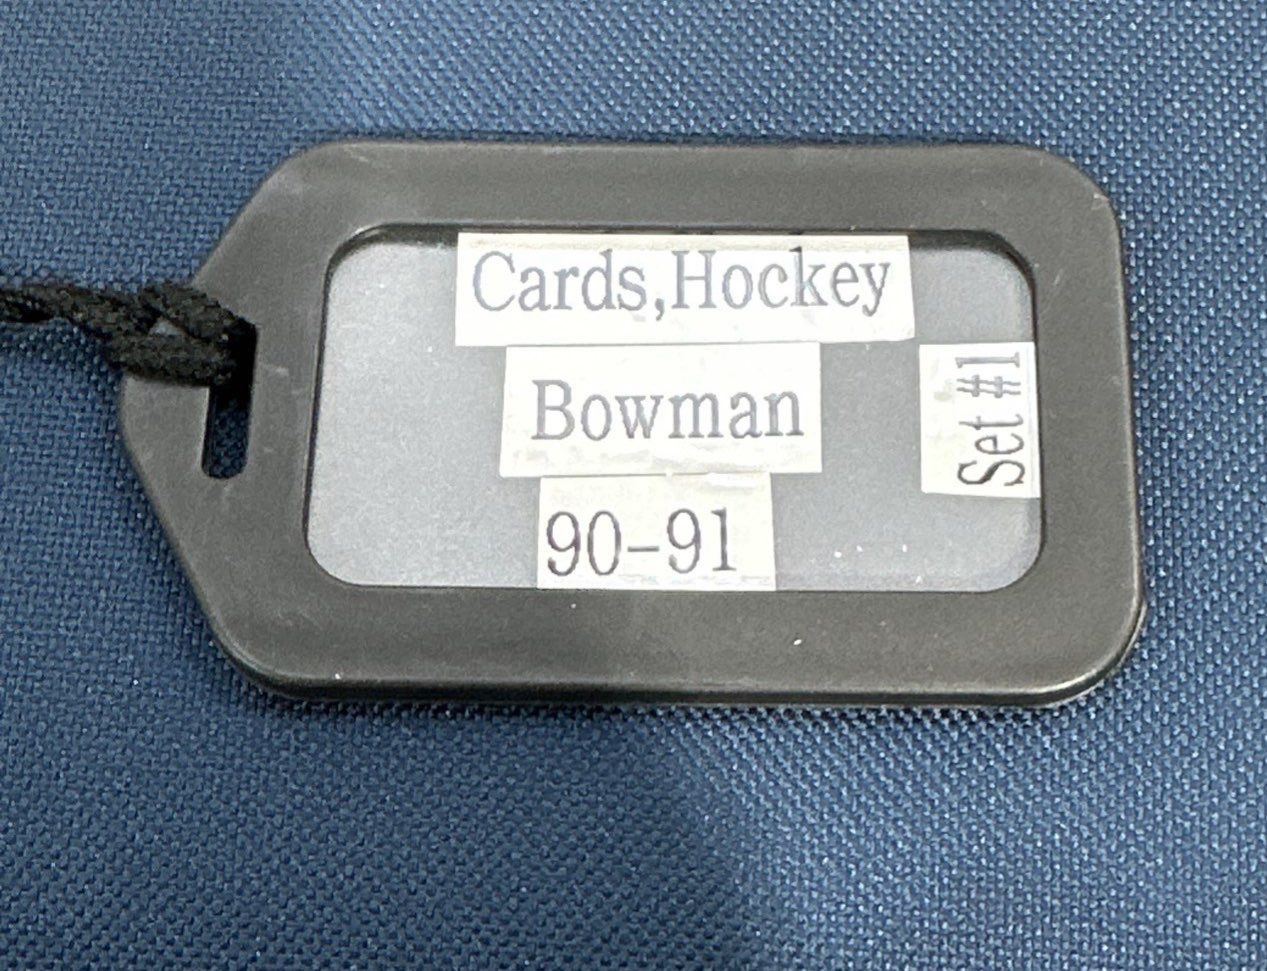 Cards,Hockey
Bowman
90-91
Set #1